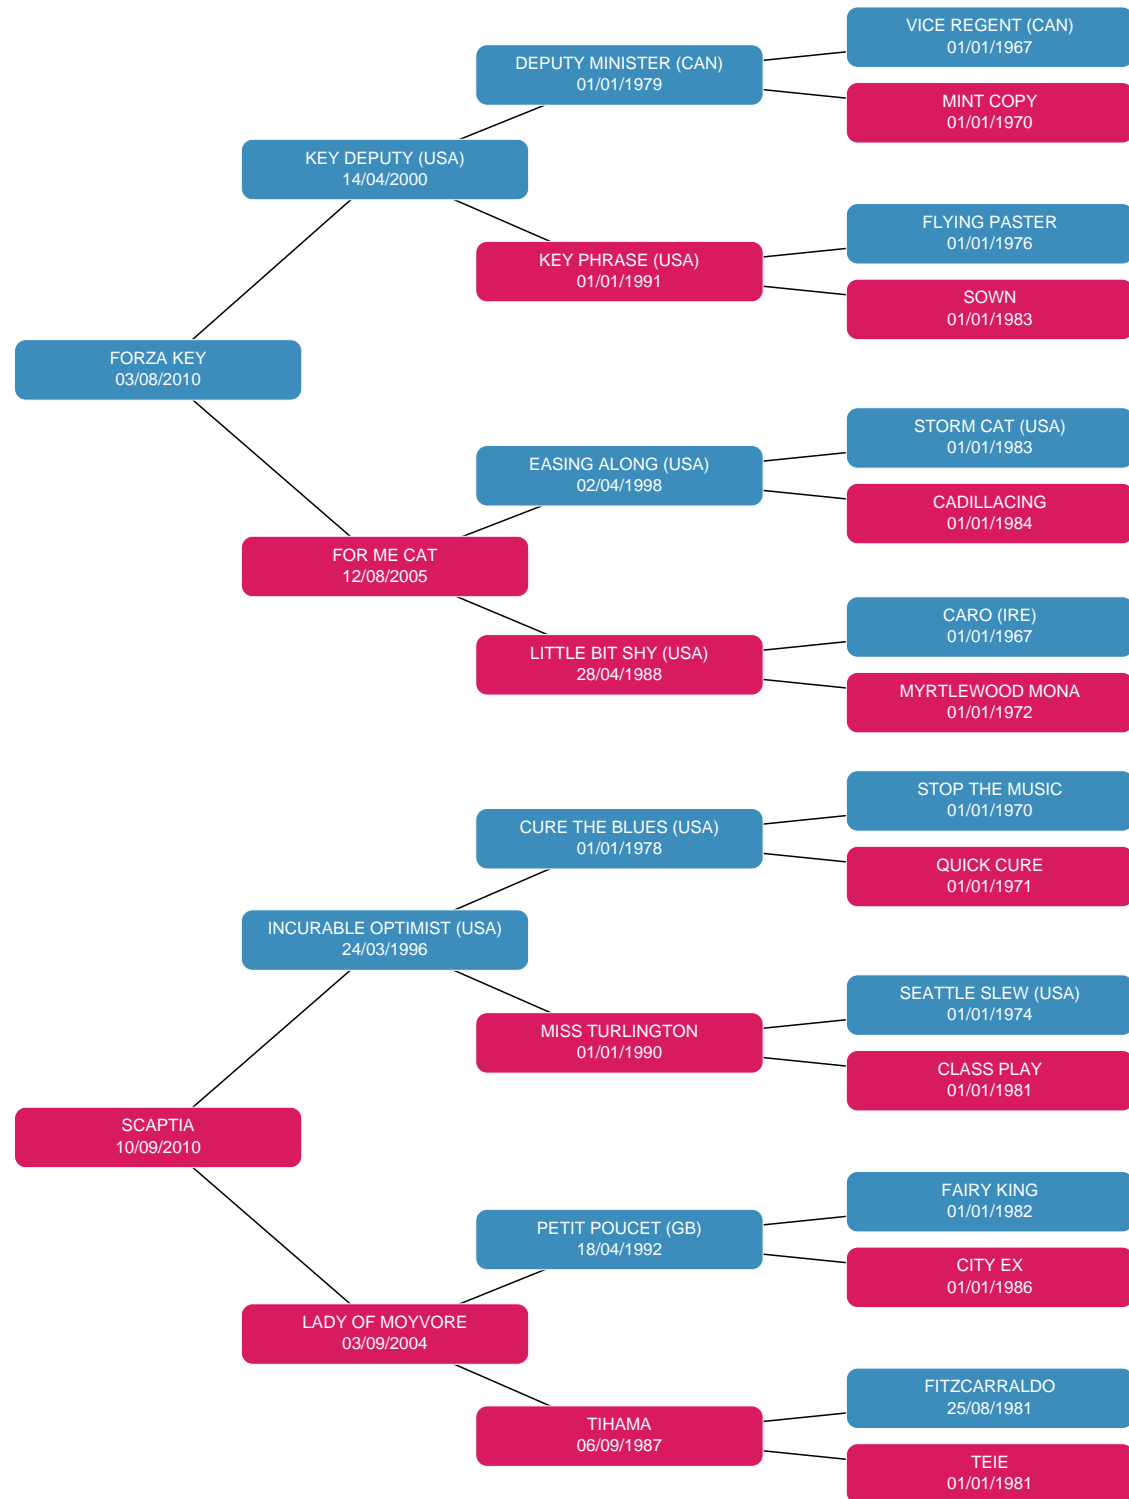 VICE REGENT (CAN)
01/01/1967
DEPUTY MINISTER (CAN)
01/01/1979
MINT COPY
01/01/1970
KEY DEPUTY (USA)
14/04/2000
FLYING PASTER
01/01/1976
KEY PHRASE (USA)
01/01/1991
SOWN
01/01/1983
FORZA KEY
03/08/2010
STORM CAT (USA)
01/01/1983
EASING ALONG (USA)
02/04/1998
CADILLACING
01/01/1984
FOR ME CAT
12/08/2005
CARO (IRE)
01/01/1967
LITTLE BIT SHY (USA)
28/04/1988
MYRTLEWOOD MONA
01/01/1972
STOP THE MUSIC
01/01/1970
CURE THE BLUES (USA)
01/01/1978
QUICK CURE
01/01/1971
INCURABLE OPTIMIST (USA)
24/03/1996
SEATTLE SLEW (USA)
01/01/1974
MISS TURLINGTON
01/01/1990
CLASS PLAY
01/01/1981
SCAPTIA
10/09/2010
FAIRY KING
01/01/1982
PETIT POUCET (GB)
18/04/1992
CITY EX
01/01/1986
LADY OF MOYVORE
03/09/2004
FITZCARRALDO
25/08/1981
TIHAMA
06/09/1987
TEIE
01/01/1981